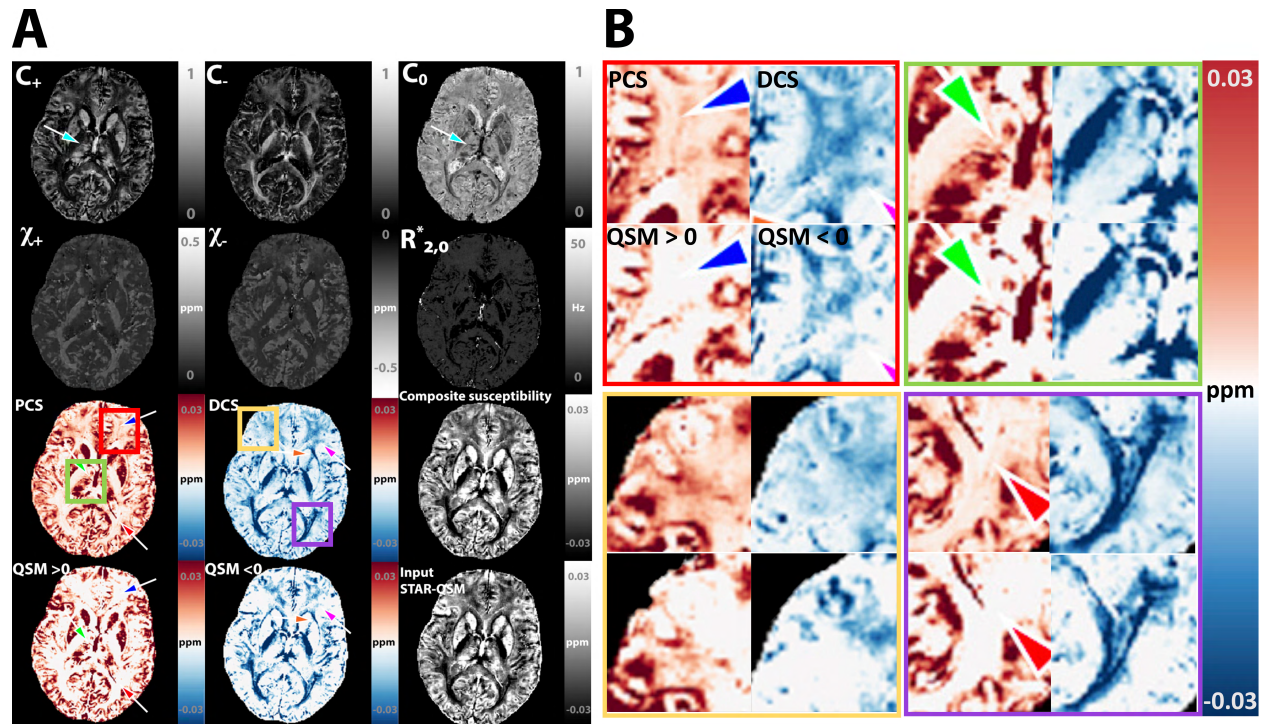 A
B
C+
1
0
C-
1
0
C0
1
0
χ+
0.5
ppm
0
χ-
0
ppm
-0.5
R*2,0
50
Hz
0
PCS
0.03
ppm
-0.03
DCS
0.03
ppm
-0.03
Composite susceptibility
0.03
ppm
-0.03
QSM >0
0.03
ppm
-0.03
QSM <0
0.03
ppm
-0.03
Input
STAR-QSM
0.03
ppm
-0.03
PCS
DCS
QSM > 0
QSM < 0
0.03
ppm
-0.03